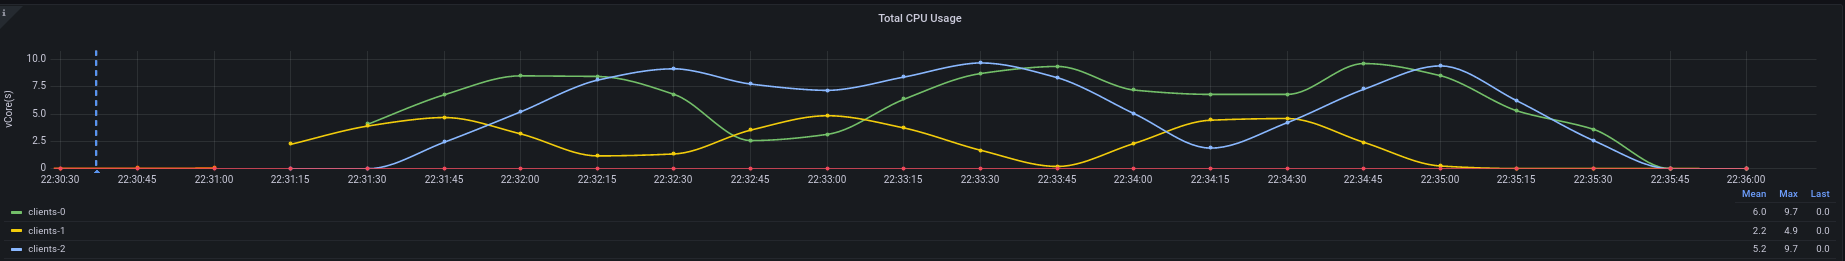 i
Total CPU Usage
vCore(s)
10.0
7.5
5.0
2.5
0
22:30:30 22:30:45 22:31:00 22:31:15 22:31:30 22:31:45 22:32:00 22:32:15 22:32:30 22:32:45 22:33:00 22:33:15 22:33:30 22:33:45 22:34:00 22:34:15 22:34:30 22:34:45 22:35:00 22:35:15 22:35:30 22:35:45 22:36:00
Mean Max Last
clients-0 6.0 9.7 0.0
clients-1 2.2 4.9 0.0
clients-2 5.2 9.7 0.0